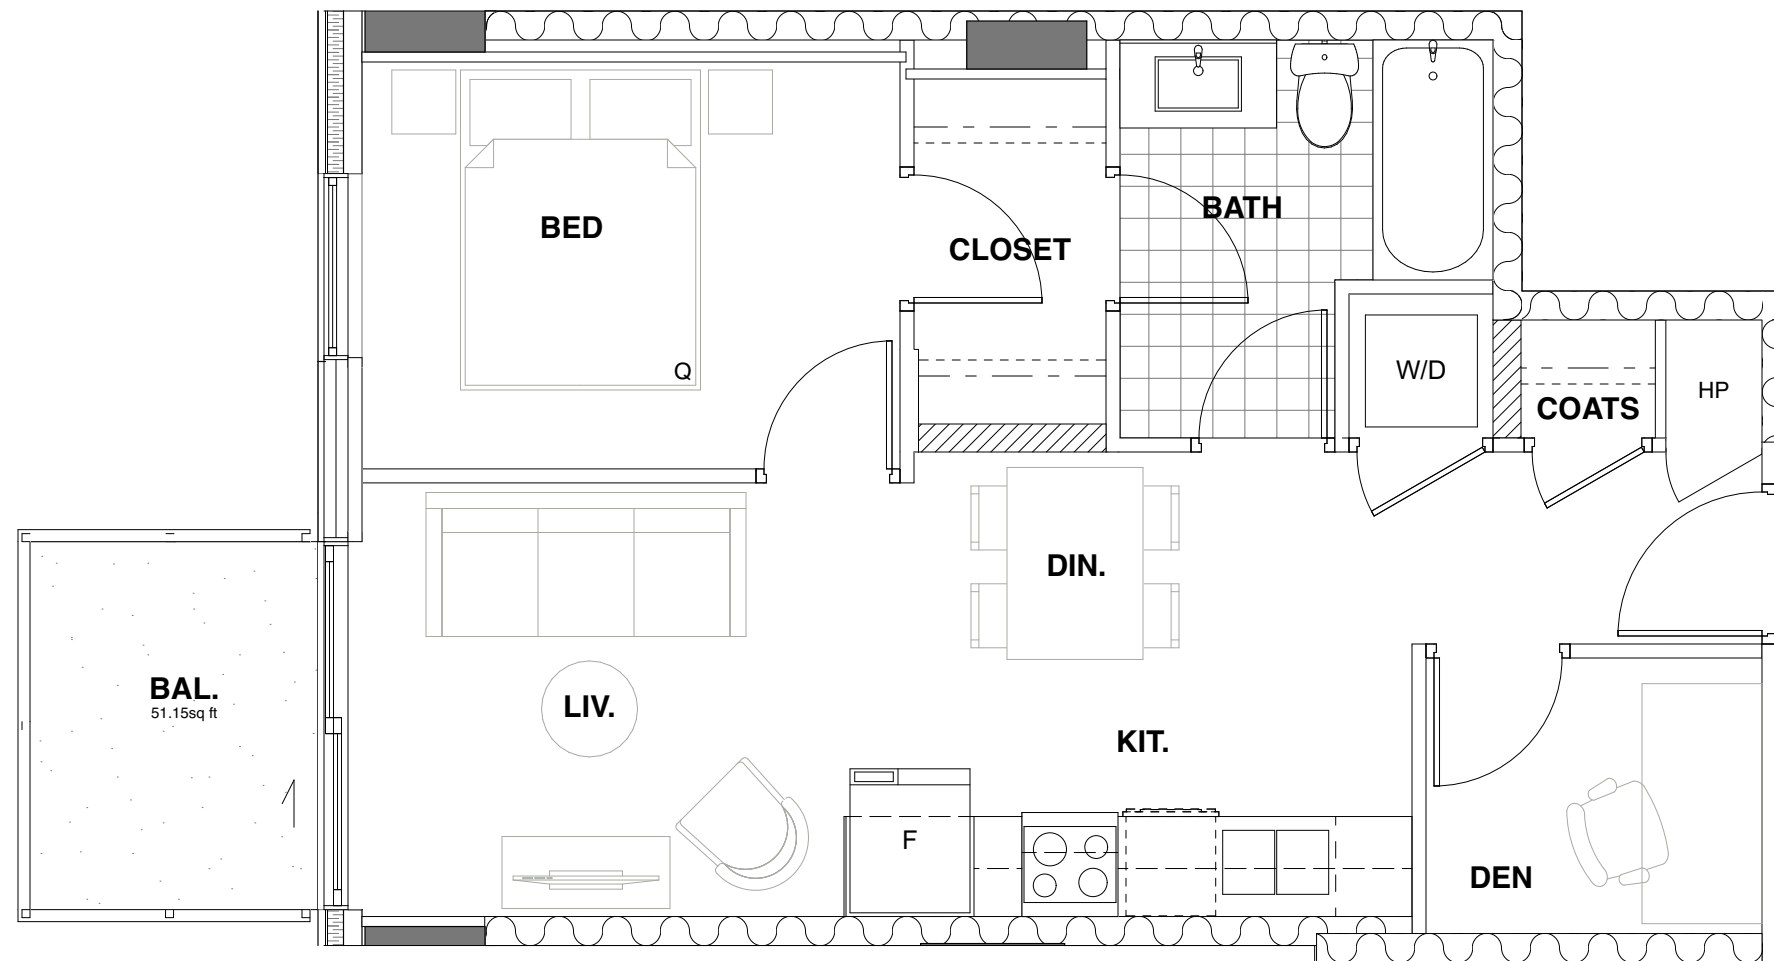 BED
Q
CLOSET
BATH
W/D
COATS
HP
DIN.
BAL.
51.15sq ft
LIV.
KIT.
F
DEN